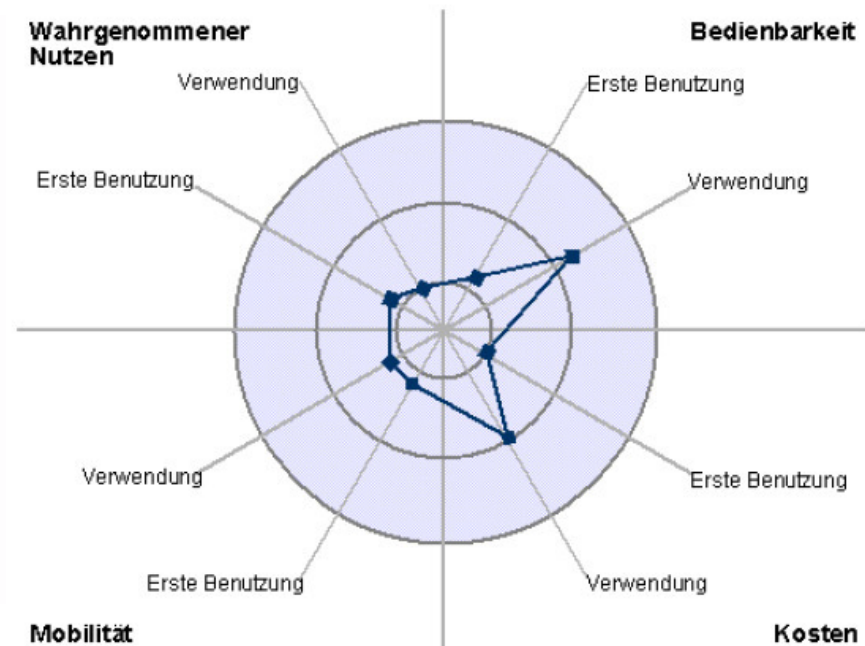 Wahrgenommener
Nutzen
Bedienbarkeit
Verwendung
Erste Benutzung
Erste Benutzung
Verwendung
Verwendung
Erste Benutzung
Erste Benutzung
Verwendung
Mobilität
Kosten